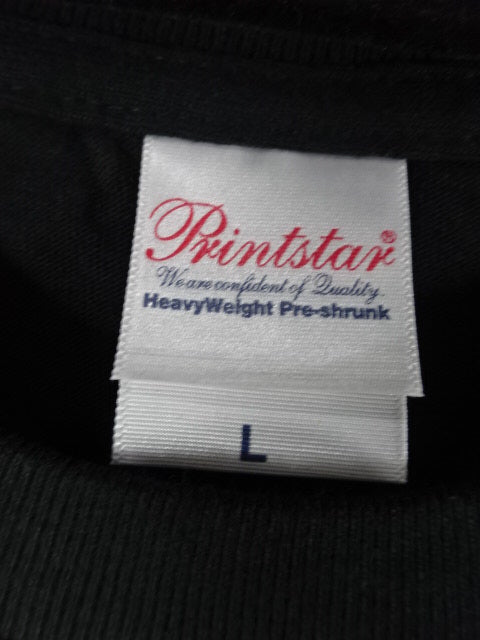 Printstar®
We are confident of Quality.
HeavyWeight Pre-shrunk
L